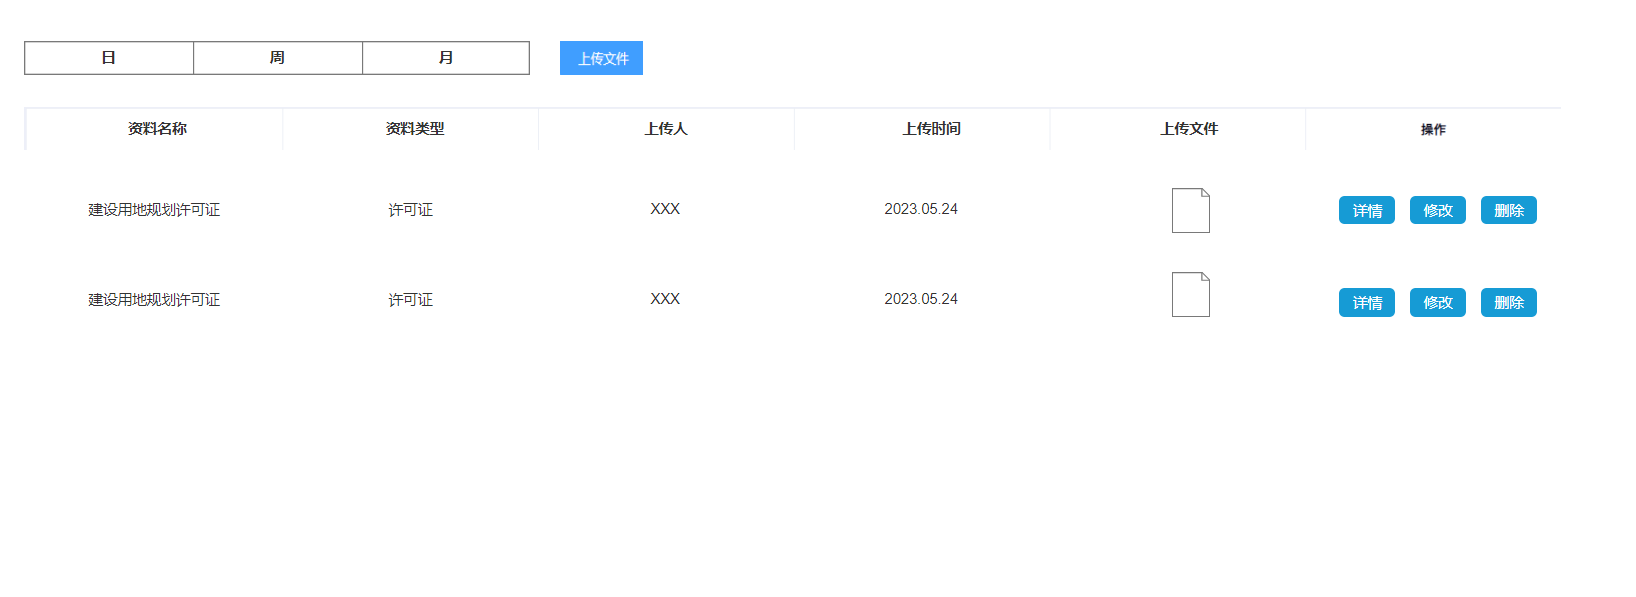 日 周 月 上传文件
资料名称 资料类型 上传人 上传时间 上传文件 操作
建设用地规划许可证 许可证 XXX 2023.05.24 详情 修改 删除
建设用地规划许可证 许可证 XXX 2023.05.24 详情 修改 删除